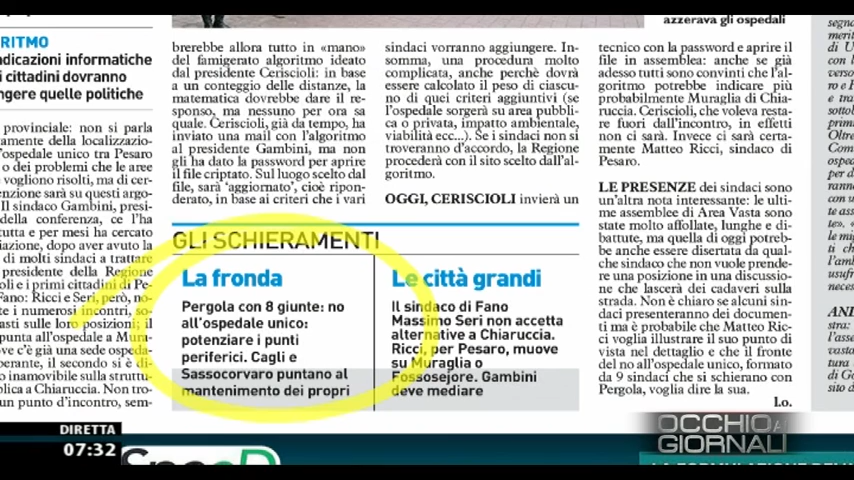 azzerava gli ospedali
RITMO
ndicazioni informatiche
i cittadini dovranno
ngere quelle politiche
provinciale: non si parla
amente della localizzazio-
l'ospedale unico tra Pesaro
o dei problemi che le aree
vogliono risolti, ma di cer-
enzione sarà su questi argo-
Il sindaco Gambini, presi-
della conferenza, ce l'ha
tutta e per mesi ha cercato
iazione, dopo aver avuto la
di molti sindaci a trattare
presidente della Regione
oli e i primi cittadini di Pe-
Fano: Ricci e Seri, però, no-
te i numerosi incontri, so-
asti sulle loro posizioni; il
punta all'ospedale a Mura-
ove c'è già una sede ospeda-
perante, il secondo si è di-
o inamovibile sulla struttu-
blica a Chiaruccia. Non tro-
un punto d'incontro, sem-
brerebbe allora tutto in «mano»
del famigerato algoritmo ideato
dal presidente Ceriscioli: in base
a un conteggio delle distanze, la
matematica dovrebbe dare il re-
sponso, ma nessuno per ora sa
quale. Ceriscioli, già da tempo, ha
inviato una mail con l'algoritmo
al presidente Gambini, ma non
gli ha dato la password per aprire
il file criptato. Sul luogo scelto dal
file, sarà 'aggiornato', cioè ripon-
derato, in base ai criteri che i vari
sindaci vorranno aggiungere. In-
somma, una procedura molto
complicata, anche perchè dovrà
essere calcolato il peso di ciascu-
no di quei criteri aggiuntivi (se
l'ospedale sorgerà su area pubbli-
ca o privata, impatto ambientale,
viabilità ecc...). Se i sindaci non si
troveranno d'accordo, la Regione
procederà con il sito scelto dall'al-
goritmo.
OGGI, CERISCIOLI invierà un
tecnico con la password e aprire il
file in assemblea: anche se già
adesso tutti sono convinti che l'al-
goritmo potrebbe indicare più
probabilmente Muraglia di Chia-
ruccia. Ceriscioli, che voleva resta-
re fuori dall'incontro, in effetti
non ci sarà. Invece ci sarà certa-
mente Matteo Ricci, sindaco di
Pesaro.
LE PRESENZE dei sindaci sono
un'altra nota interessante: le ulti-
me assemblee di Area Vasta sono
state molto affollate, lunghe e di-
battute, ma quella di oggi potreb-
be anche essere disertata da qual-
che sindaco che non vuole prende-
re una posizione in una discussio-
ne che lascerà dei cadaveri sulla
strada. Non è chiaro se alcuni sin-
daci presenteranno dei documen-
ti ma è probabile che Matteo Ric-
ci voglia illustrare il suo punto di
vista nel dettaglio e che il fronte
del no all'ospedale unico, formato
da 9 sindaci che si schierano con
Pergola, voglia dire la sua.
Lo.
GLI SCHIERAMENTI
La fronda
Pergola con 8 giunte: no
all'ospedale unico:
potenziare i punti
periferici. Cagli e
Sassocorvaro puntano al
mantenimento dei propri
Le città grandi
Il sindaco di Fano
Massimo Seri non accetta
alternative a Chiaruccia.
Ricci, per Pesaro, muove
su Muraglia o
Fossosejore. Gambini
deve mediare
DIRETTA
07:32
OCCHIO AI
GIORNALI